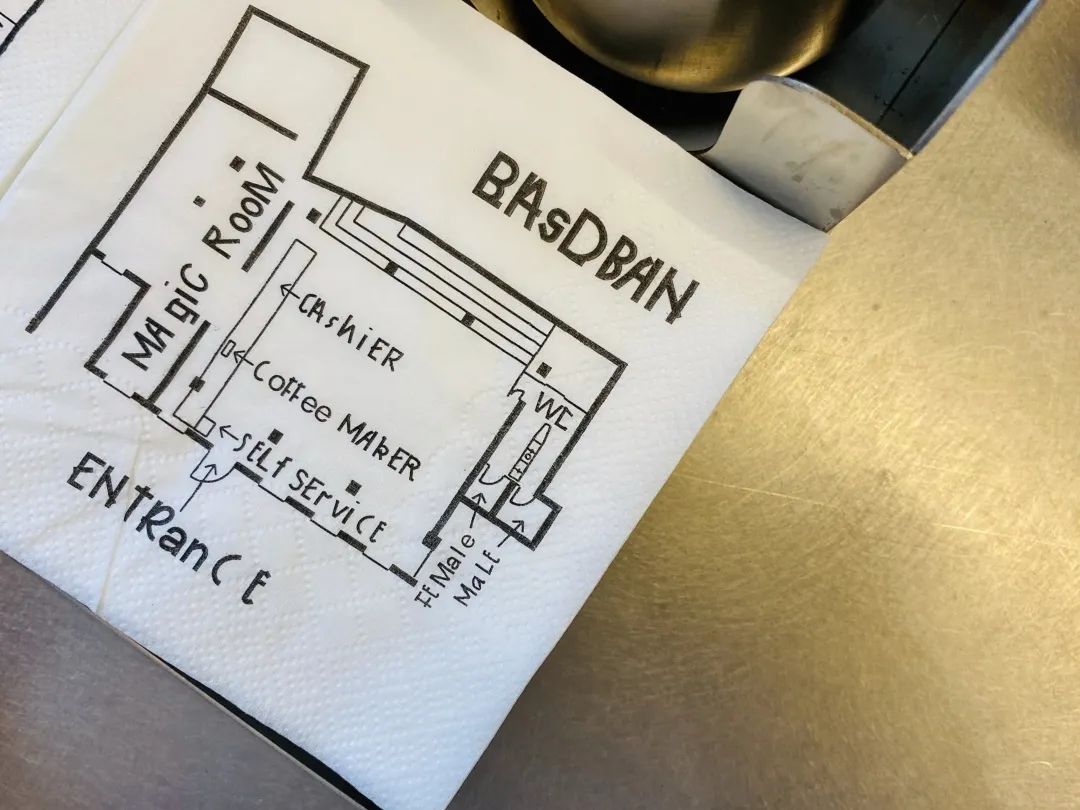 BAsDBAN
MAgiC RooM
CAshiER
Coffee MAkER
SELf SErviCE
WC
ENTRanCE
fEMale
MaLE